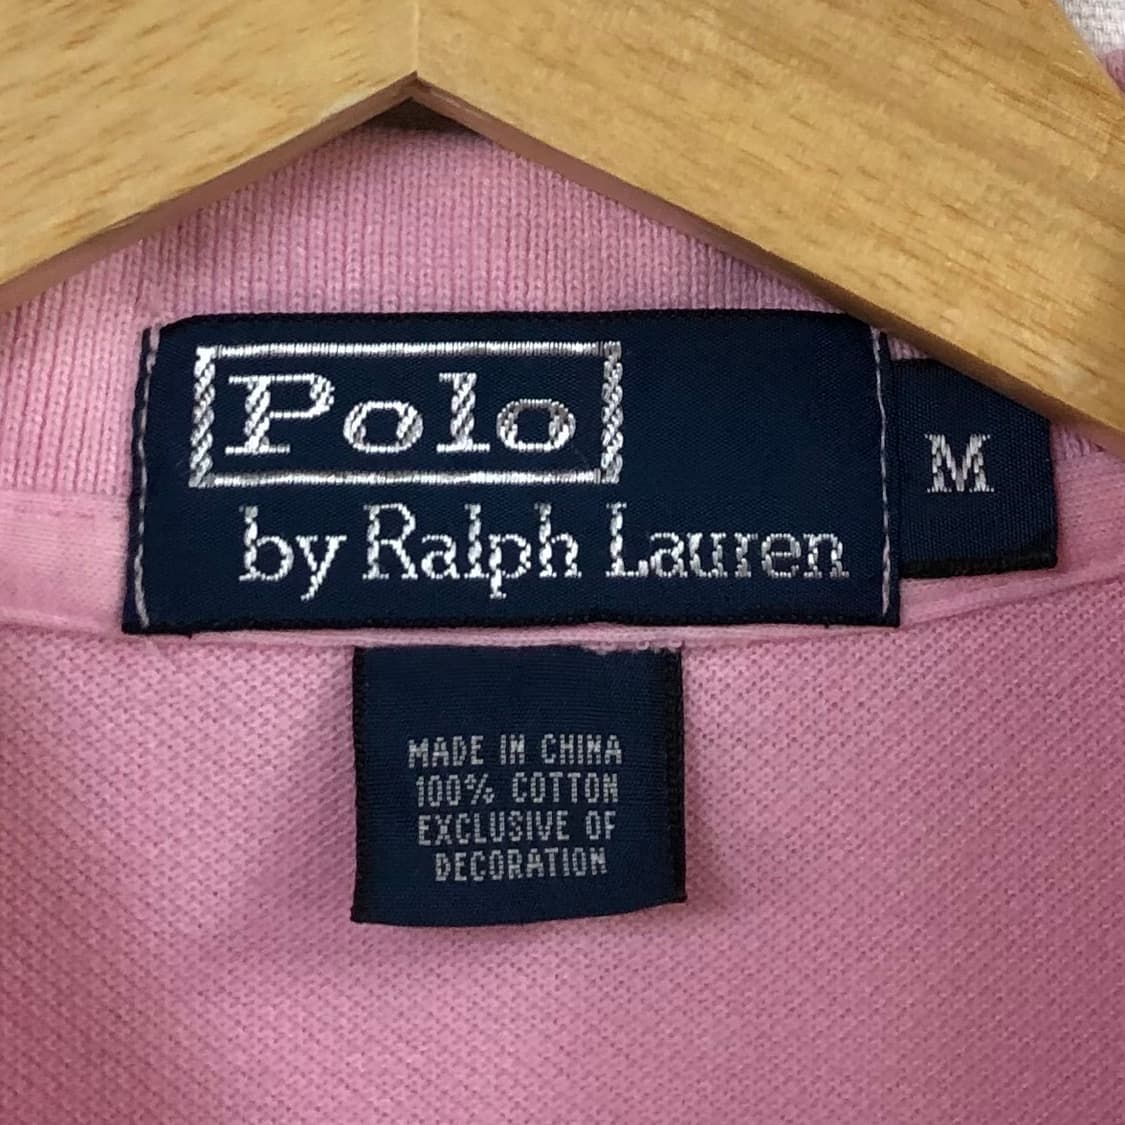 Polo
by Ralph Lauren
M
MADE IN CHINA
100% COTTON
EXCLUSIVE OF
DECORATION